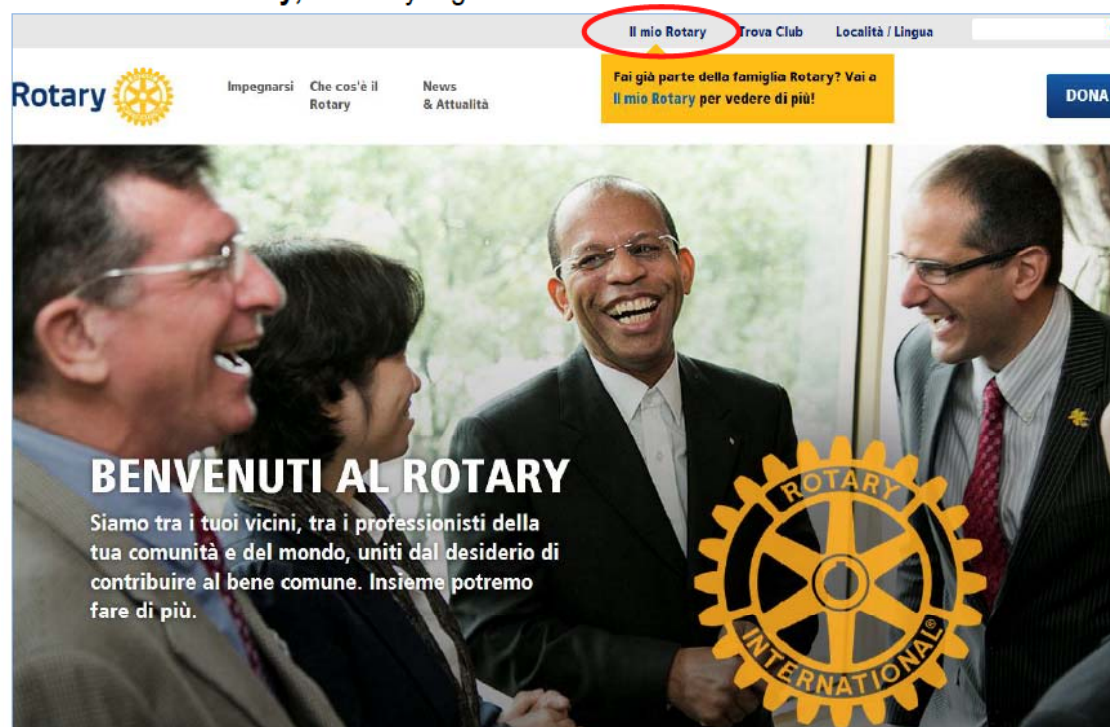 Il mio Rotary Trova Club Località / Lingua
Rotary
Impegnarsi Che cos'è il Rotary News & Attualità
Fai già parte della famiglia Rotary? Vai a
Il mio Rotary per vedere di più!
DONA
BENVENUTI AL ROTARY
Siamo tra i tuoi vicini, tra i professionisti della
tua comunità e del mondo, uniti dal desiderio di
contribuire al bene comune. Insieme potremo
fare di più.
ROTARY
INTERNATIONAL®